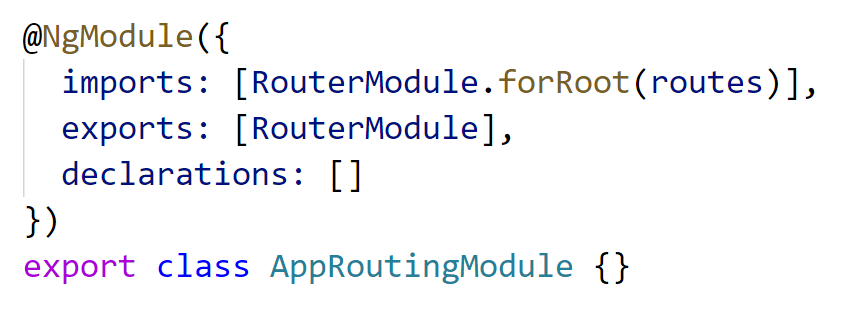 @NgModule({
  imports: [RouterModule.forRoot(routes)],
  exports: [RouterModule],
  declarations: []
})
export class AppRoutingModule {}